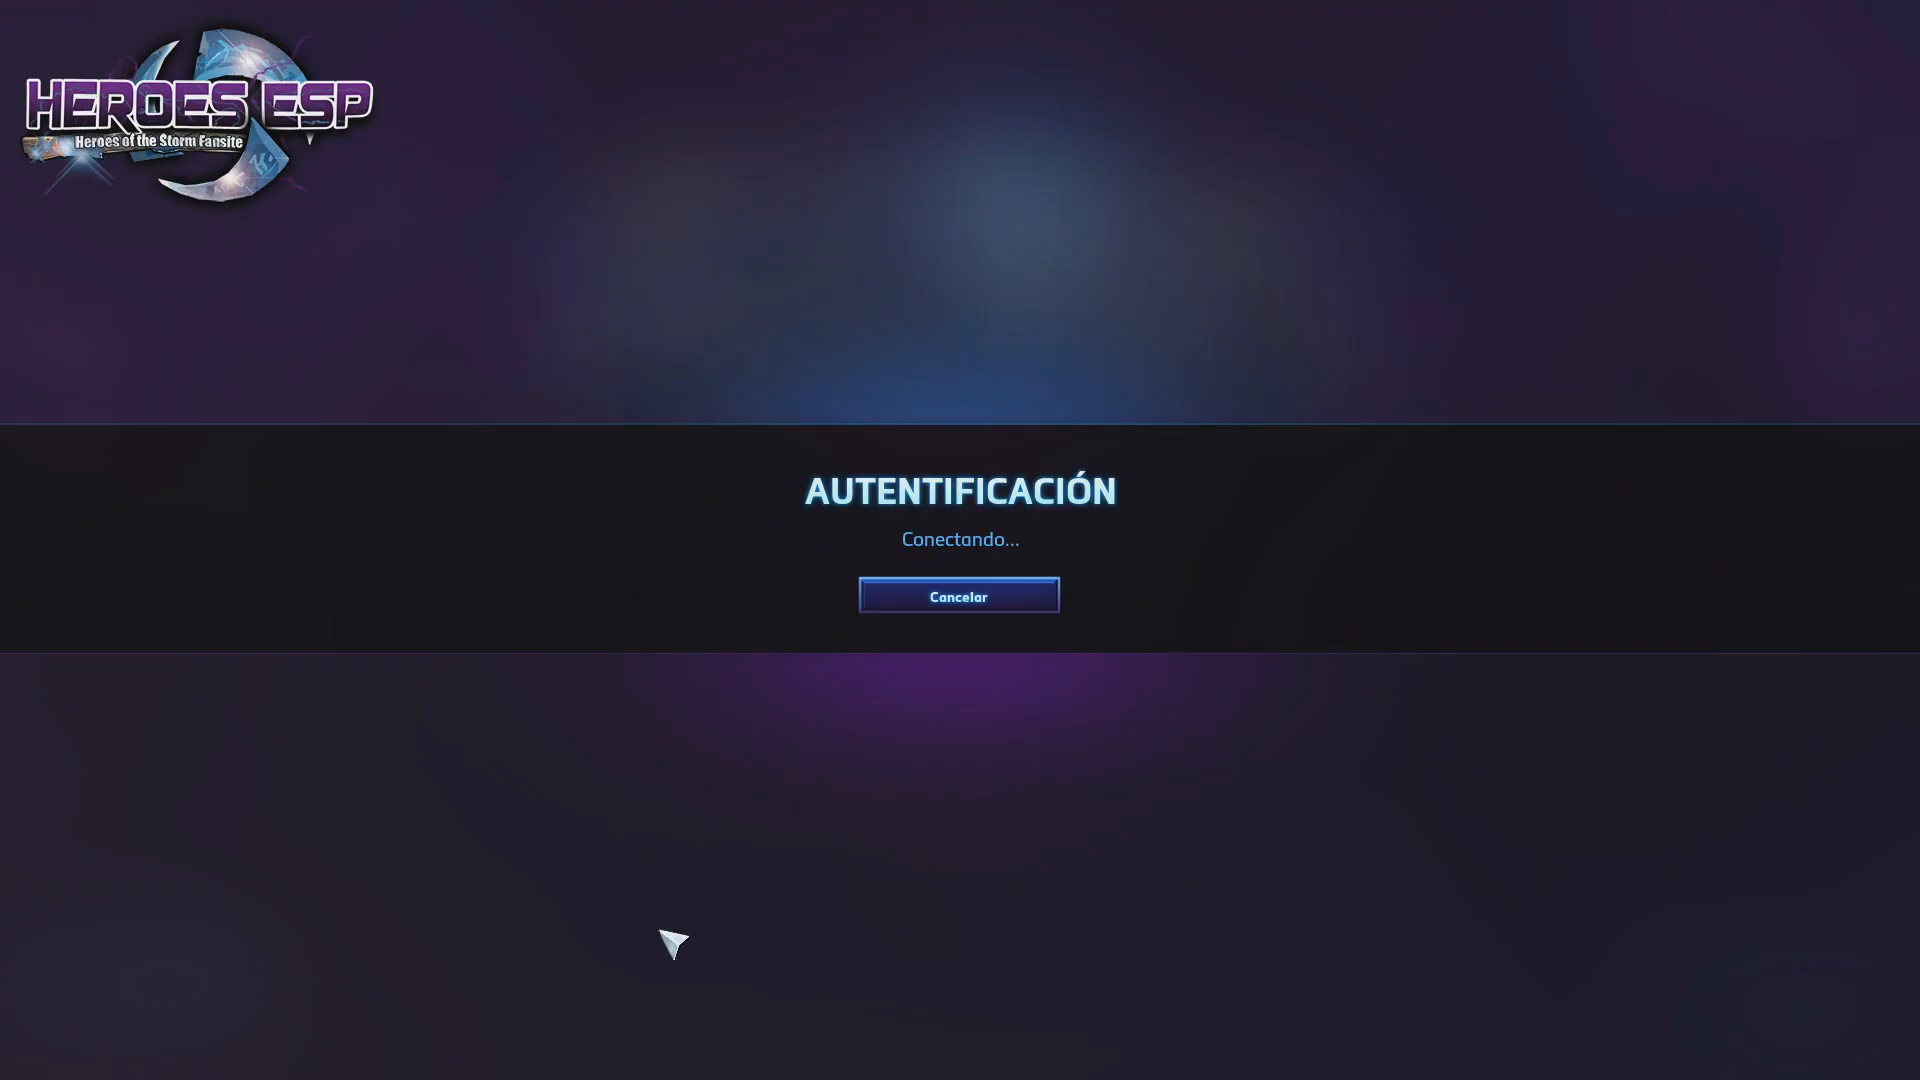 HEROES ESP
Heroes of the Storm Fansite
AUTENTIFICACIÓN
Conectando...
Cancelar